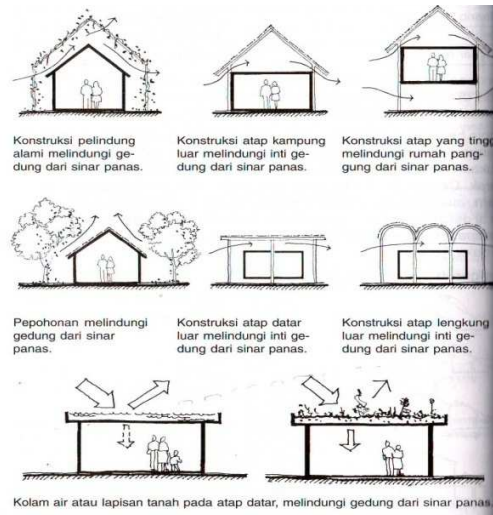 Konstruksi pelindung
alami melindungi ge-
dung dari sinar panas.
Konstruksi atap kampung
luar melindungi inti ge-
dung dari sinar panas.
Konstruksi atap yang tingg
melindungi rumah pang-
gung dari sinar panas.
Pepohonan melindungi
gedung dari sinar
panas.
Konstruksi atap datar
luar melindungi inti ge-
dung dari sinar panas.
Konstruksi atap lengkung
luar melindungi inti ge-
dung dari sinar panas.
Kolam air atau lapisan tanah pada atap datar, melindungi gedung dari sinar panas